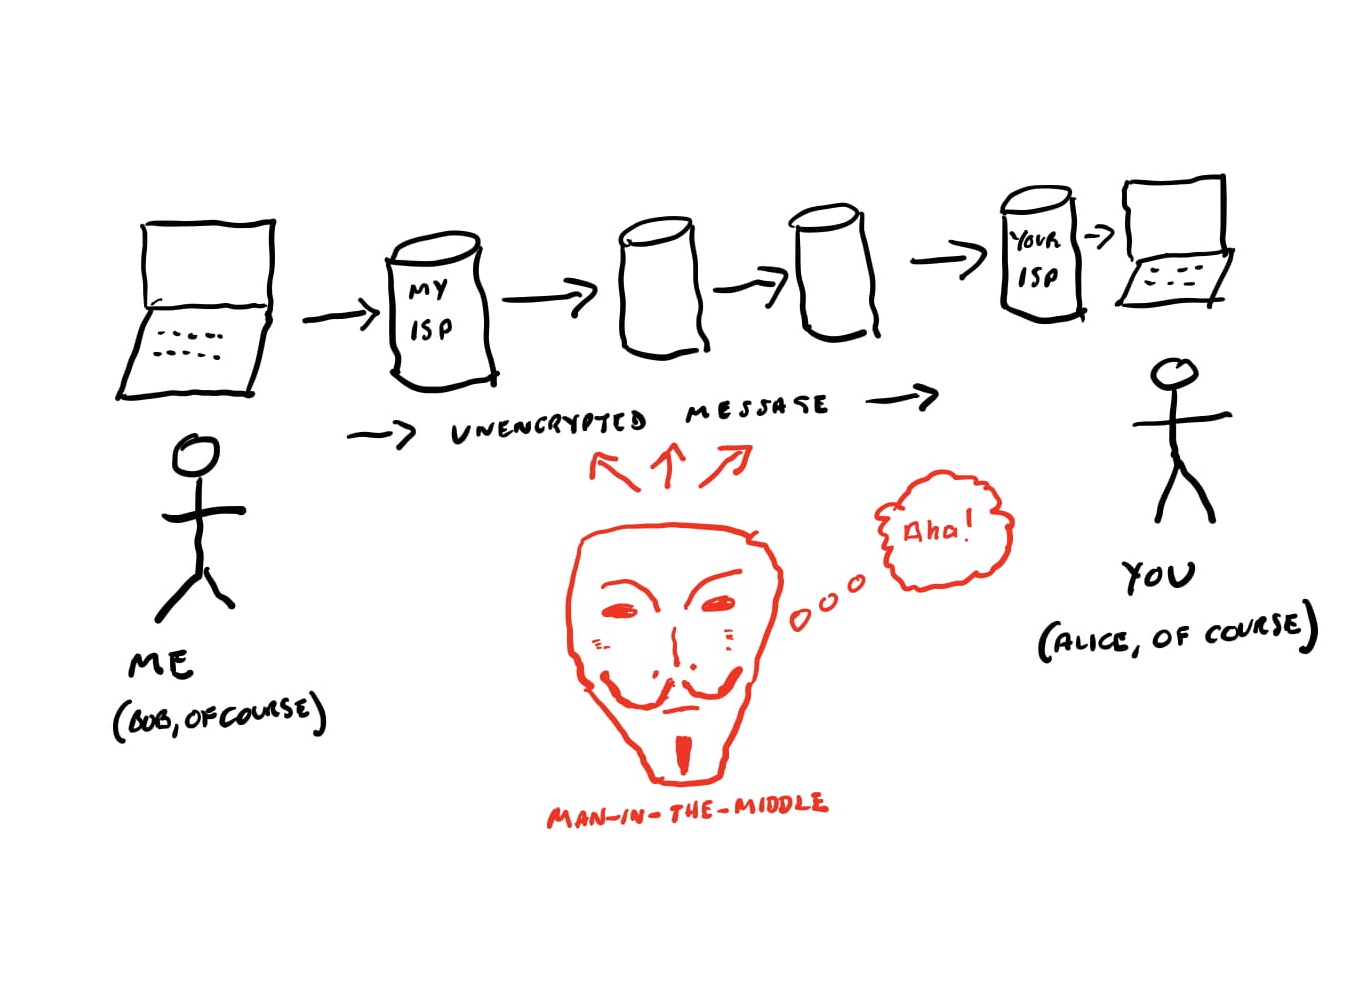 MY
ISP
YOUR
ISP
→ UNENCRYPTED MESSAGE →
Aha!
ME
(BOB, OF COURSE)
YOU
(ALICE, OF COURSE)
MAN-IN-THE-MIDDLE